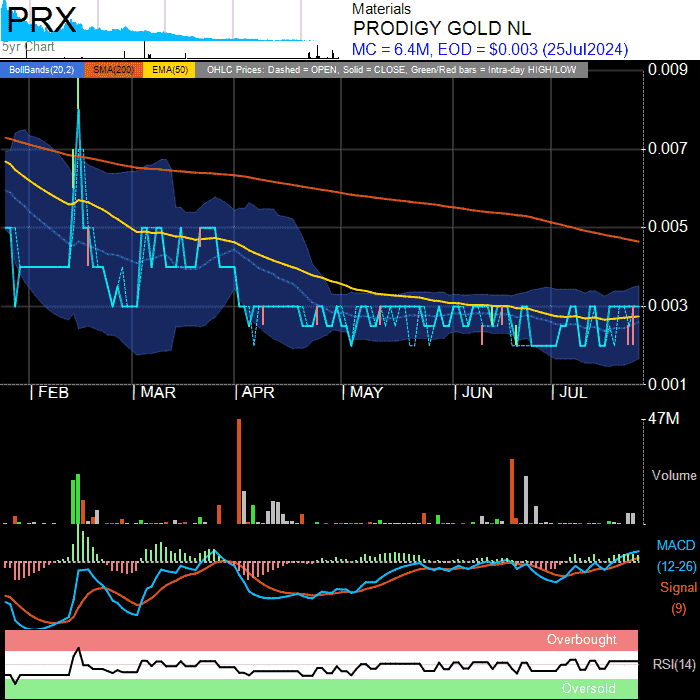 PRX
5yr Chart
Materials
PRODIGY GOLD NL
MC = 6.4M, EOD = $0.003 (25Jul2024)
BollBands(20,2) SMA(200) EMA(50) OHLC Prices: Dashed = OPEN, Solid = CLOSE, Green/Red bars = Intra-day HIGH/LOW
0.009
0.007
0.005
0.003
0.001
| FEB | MAR | APR | MAY | JUN | JUL
47M
Volume
MACD
(12-26)
Signal
(9)
Overbought
RSI(14)
Oversold